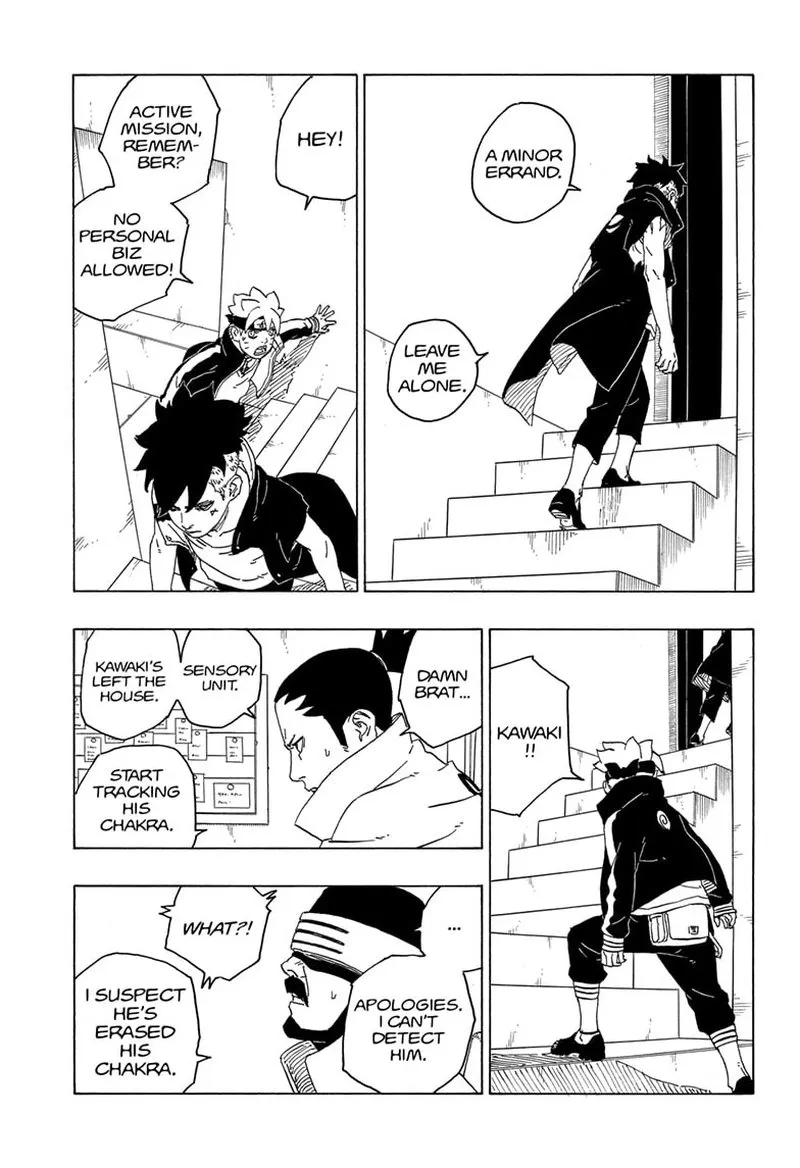 A MINOR
ERRAND.
LEAVE
ME
ALONE.
HEY!
ACTIVE
MISSION,
REMEM-
BER?
NO
PERSONAL
BIZ
ALLOWED!
KAWAKI
!!
DAMN
BRAT...
SENSORY
UNIT.
KAWAKI'S
LEFT THE
HOUSE.
START
TRACKING
HIS
CHAKRA.
...
APOLOGIES.
I CAN'T
DETECT
HIM.
WHAT?!
I SUSPECT
HE'S
ERASED
HIS
CHAKRA.